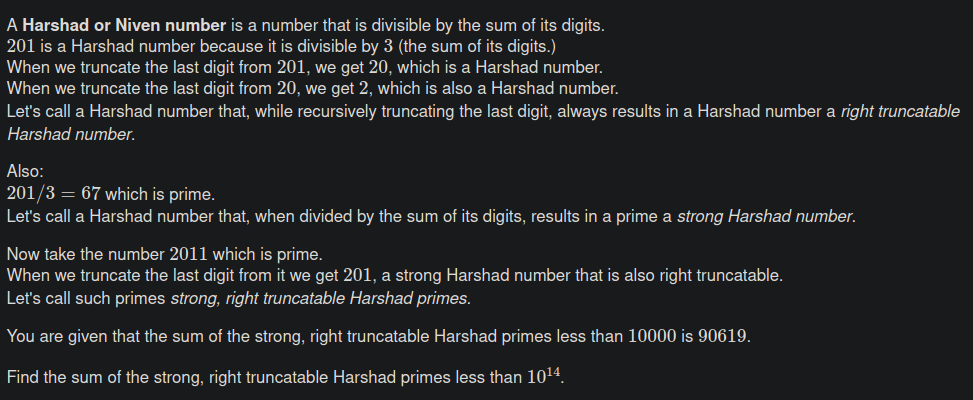 A Harshad or Niven number is a number that is divisible by the sum of its digits.
201 is a Harshad number because it is divisible by 3 (the sum of its digits.)
When we truncate the last digit from 201, we get 20, which is a Harshad number.
When we truncate the last digit from 20, we get 2, which is also a Harshad number.
Let's call a Harshad number that, while recursively truncating the last digit, always results in a Harshad number a right truncatable
Harshad number.
Also:
201/3 = 67 which is prime.
Let's call a Harshad number that, when divided by the sum of its digits, results in a prime a strong Harshad number.
Now take the number 2011 which is prime.
When we truncate the last digit from it we get 201, a strong Harshad number that is also right truncatable.
Let's call such primes strong, right truncatable Harshad primes.
You are given that the sum of the strong, right truncatable Harshad primes less than 10000 is 90619.
Find the sum of the strong, right truncatable Harshad primes less than 10¹⁴.